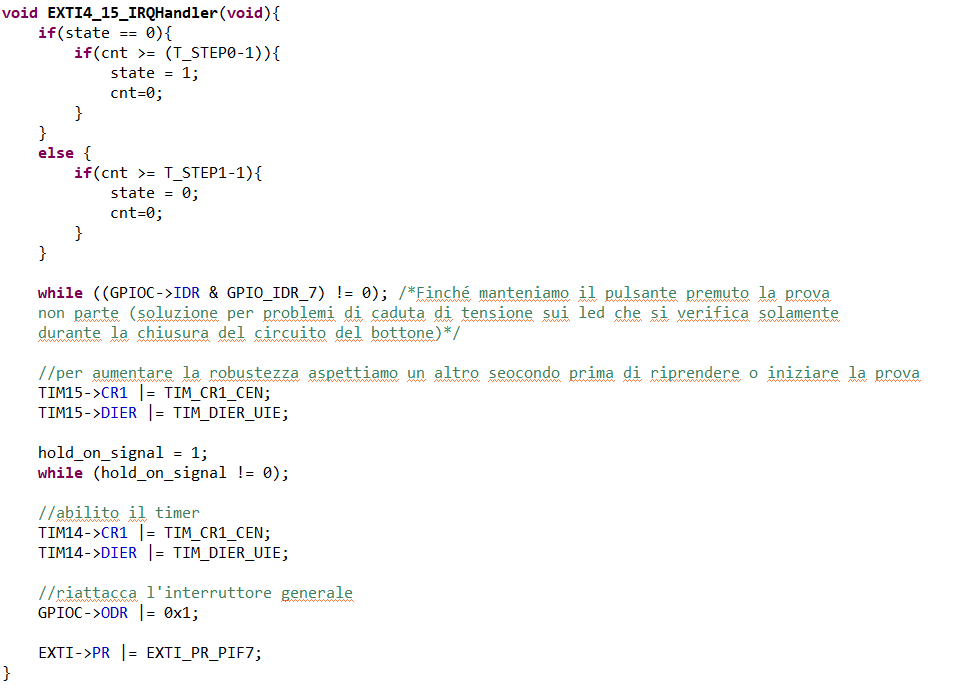 void EXTI4_15_IRQHandler(void){
    if(state == 0){
        if(cnt >= (T_STEP0-1)){
            state = 1;
            cnt=0;
        }
    }
    else {
        if(cnt >= T_STEP1-1){
            state = 0;
            cnt=0;
        }
    }

    while ((GPIOC->IDR & GPIO_IDR_7) != 0); /*Finché manteniamo il pulsante premuto la prova
    non parte (soluzione per problemi di caduta di tensione sui led che si verifica solamente
    durante la chiusura del circuito del bottone)*/

    //per aumentare la robustezza aspettiamo un altro seocondo prima di riprendere o iniziare la prova
    TIM15->CR1 |= TIM_CR1_CEN;
    TIM15->DIER |= TIM_DIER_UIE;

    hold_on_signal = 1;
    while (hold_on_signal != 0);

    //abilito il timer
    TIM14->CR1 |= TIM_CR1_CEN;
    TIM14->DIER |= TIM_DIER_UIE;

    //riattacca l'interruttore generale
    GPIOC->ODR |= 0x1;

    EXTI->PR |= EXTI_PR_PIF7;
}